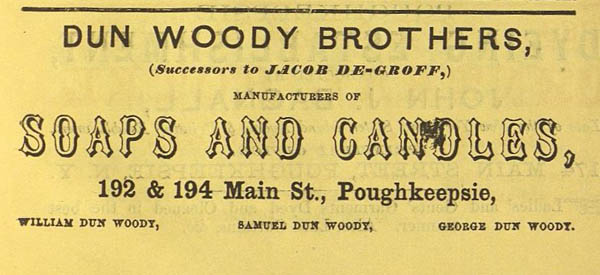 DUN WOODY BROTHERS,
(Successors to JACOB DE-GROFF,)
MANUFACTURERS OF
SOAPS AND CANDLES,
192 & 194 Main St., Poughkeepsie,
WILLIAM DUN WOODY, SAMUEL DUN WOODY, GEORGE DUN WOODY.